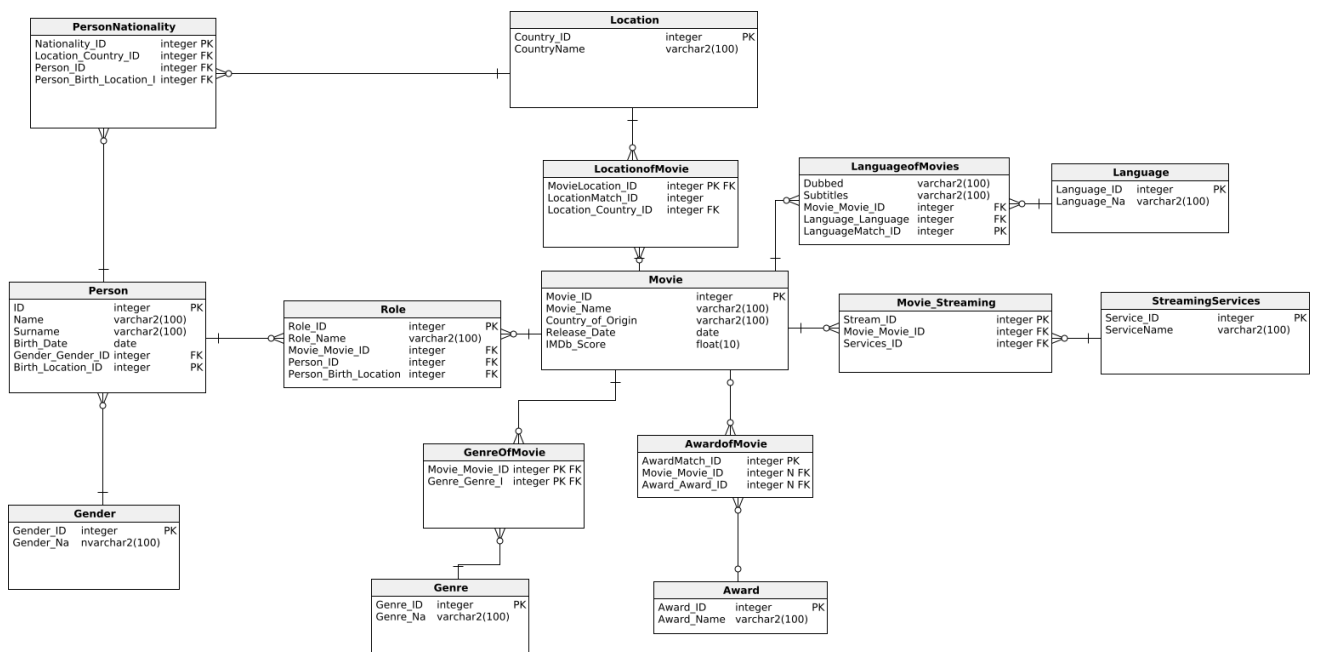 PersonNationality
Nationality_ID integer PK
Location_Country_ID integer FK
Person_ID integer FK
Person_Birth_Location_I integer FK
Location
Country_ID integer PK
CountryName varchar2(100)
LocationofMovie
MovieLocation_ID integer PK FK
LocationMatch_ID integer
Location_Country_ID integer FK
LanguageofMovies
Dubbed varchar2(100)
Subtitles varchar2(100)
Movie_Movie_ID integer FK
Language_Language integer FK
LanguageMatch_ID integer PK
Language
Language_ID integer PK
Language_Na varchar2(100)
Person
ID integer PK
Name varchar2(100)
Surname varchar2(100)
Birth_Date date
Gender_Gender_ID integer FK
Birth_Location_ID integer PK
Role
Role_ID integer PK
Role_Name varchar2(100)
Movie_Movie_ID integer FK
Person_ID integer FK
Person_Birth_Location integer FK
Movie
Movie_ID integer PK
Movie_Name varchar2(100)
Country_of_Origin varchar2(100)
Release_Date date
IMDb_Score float(10)
Movie_Streaming
Stream_ID integer PK
Movie_Movie_ID integer FK
Services_ID integer FK
StreamingServices
Service_ID integer PK
ServiceName varchar2(100)
GenreOfMovie
Movie_Movie_ID integer PK FK
Genre_Genre_I integer PK FK
AwardofMovie
AwardMatch_ID integer PK
Movie_Movie_ID integer N FK
Award_Award_ID integer N FK
Gender
Gender_ID integer PK
Gender_Na nvarchar2(100)
Genre
Genre_ID integer PK
Genre_Na varchar2(100)
Award
Award_ID integer PK
Award_Name varchar2(100)